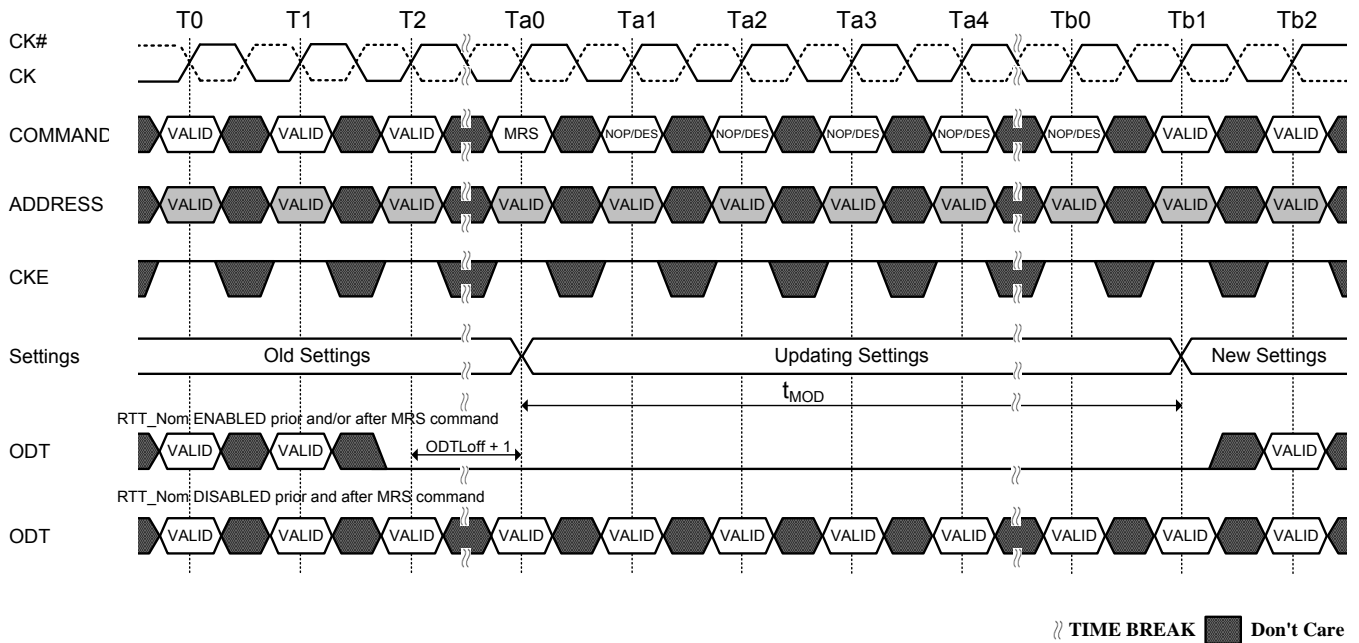 T0 T1 T2 Ta0 Ta1 Ta2 Ta3 Ta4 Tb0 Tb1 Tb2
CK#
CK
COMMAND VALID VALID VALID MRS NOP/DES NOP/DES NOP/DES NOP/DES NOP/DES VALID VALID
ADDRESS VALID VALID VALID VALID VALID VALID VALID VALID VALID VALID VALID
CKE
Settings Old Settings Updating Settings New Settings
tMOD
RTT_Nom ENABLED prior and/or after MRS command
ODT VALID VALID ODTLoff + 1 VALID
RTT_Nom DISABLED prior and after MRS command
ODT VALID VALID VALID VALID VALID VALID VALID VALID VALID VALID VALID
TIME BREAK Don't Care